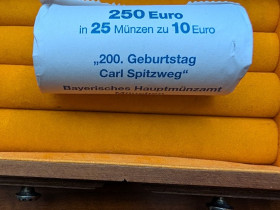 250 Euro
in 25 Münzen zu 10 Euro
„200. Geburtstag
Carl Spitzweg“
Bayerisches Hauptmünzamt